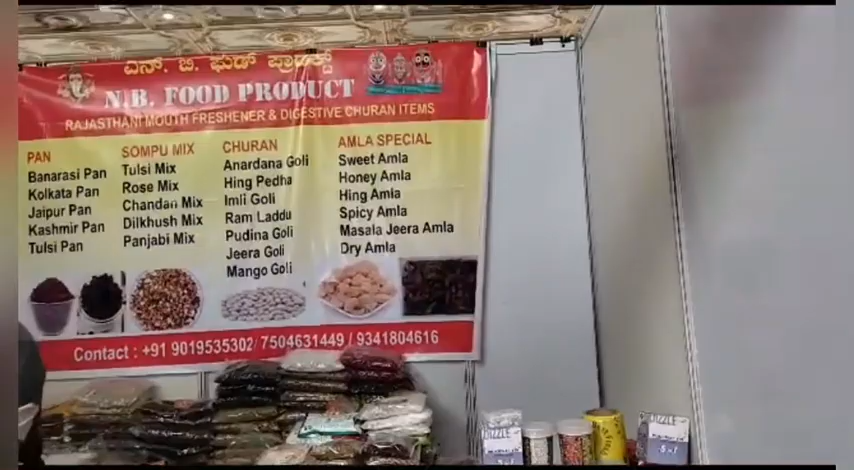 ಎನ್. ಬಿ. ಫುಡ್ ಪ್ರಾಡಕ್ಟ್
N.B. FOOD PRODUCT
RAJASTHANI MOUTH FRESHENER & DIGESTIVE CHURAN ITEMS
PAN
Banarasi Pan
Kolkata Pan
Jaipur Pan
Kashmir Pan
Tulsi Pan
SOMPU MIX
Tulsi Mix
Rose Mix
Chandan Mix
Dilkhush Mix
Panjabi Mix
CHURAN
Anardana Goli
Hing Peda
Imli Goli
Ram Laddu
Pudina Goli
Jeera Goli
Mango Goli
AMLA SPECIAL
Sweet Amla
Honey Amla
Hing Amla
Spicy Amla
Masala Jeera Amla
Dry Amla
Contact : +91 9019535250 / 7504631449 / 9341804616